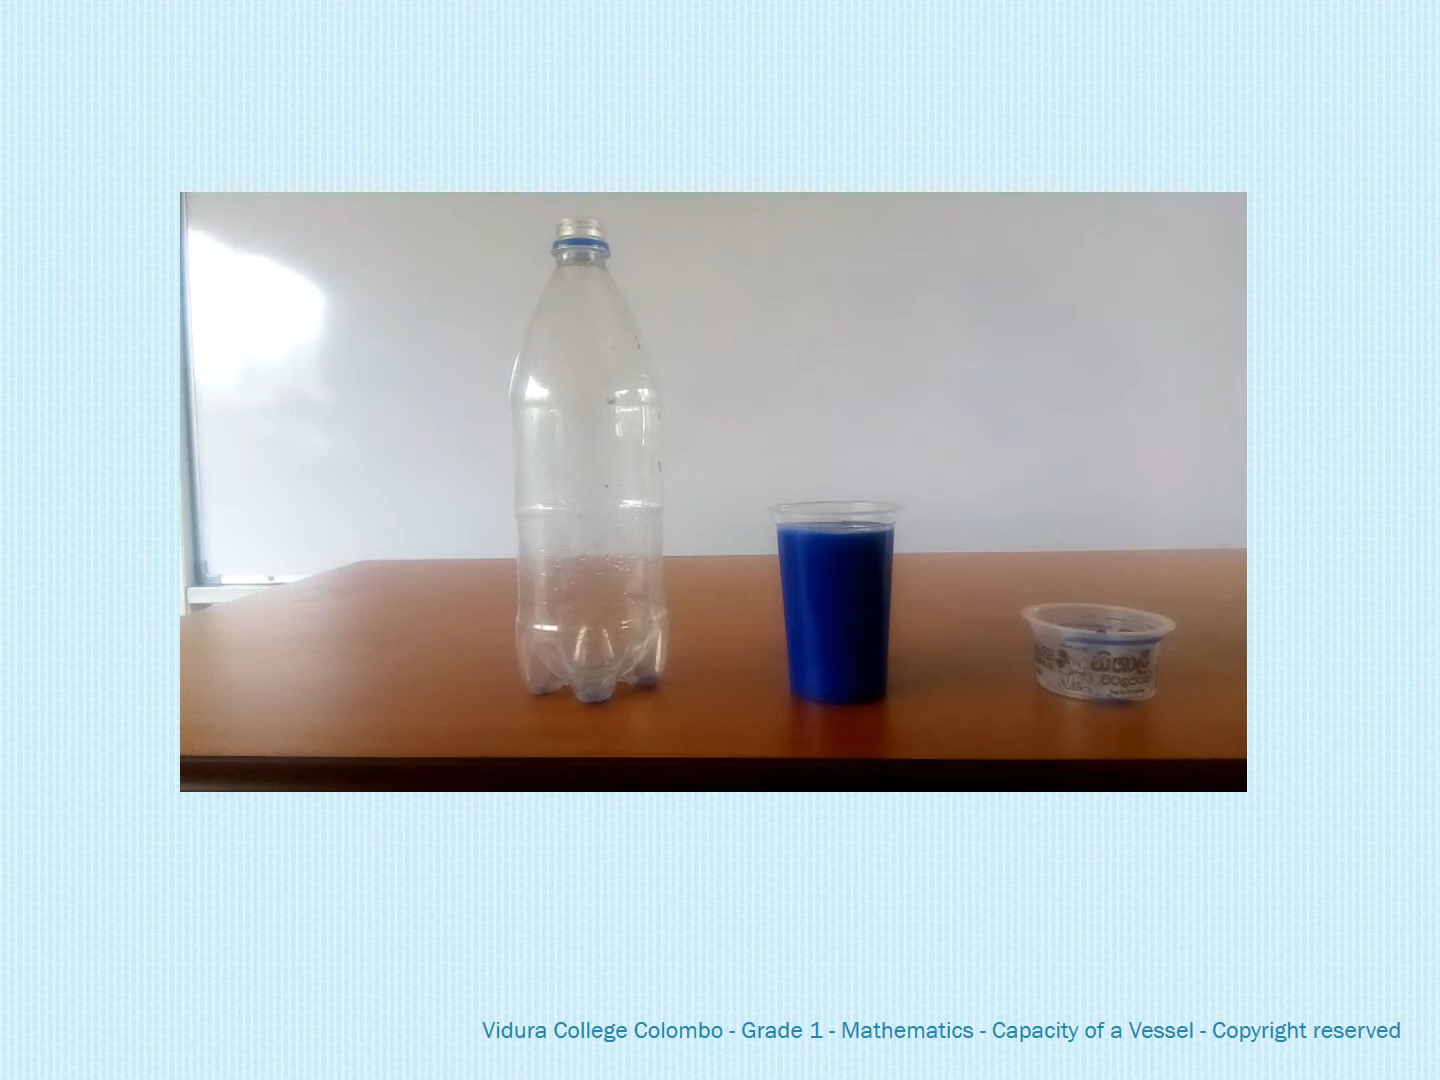 විශාලි
Vidura College Colombo - Grade 1 - Mathematics - Capacity of a Vessel - Copyright reserved